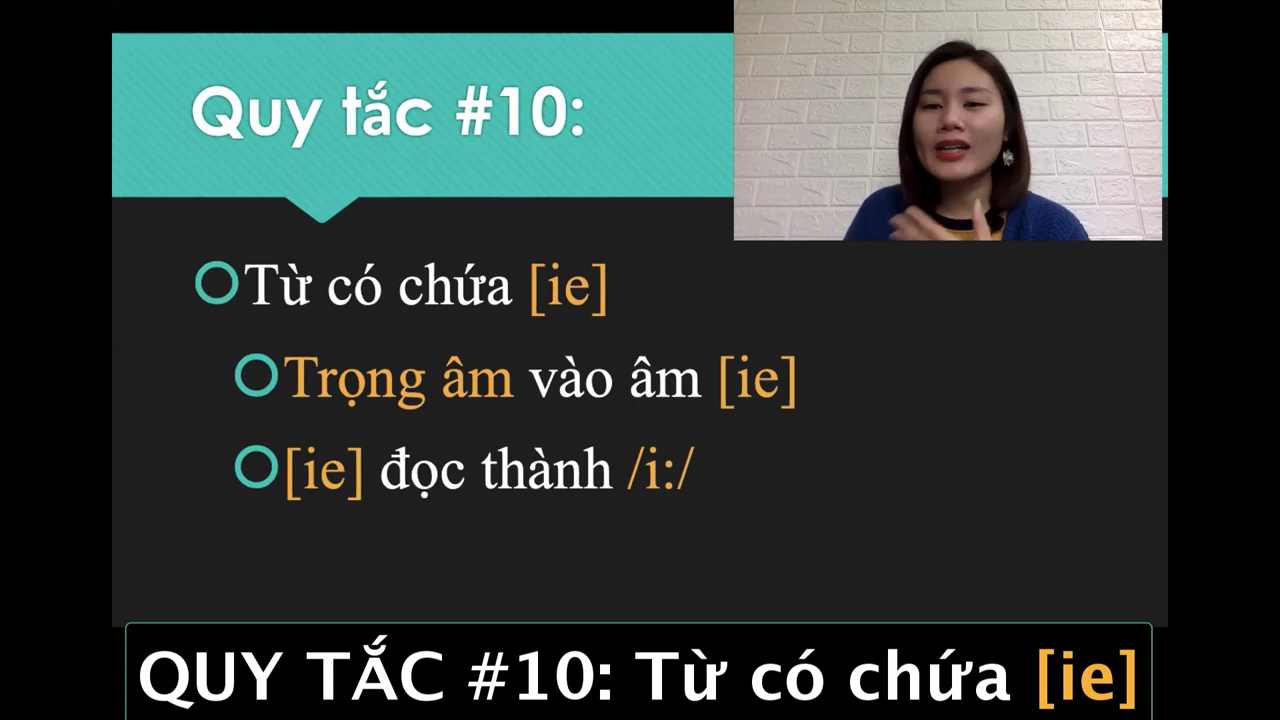 Quy tắc #10:
Từ có chứa [ie]
Trọng âm vào âm [ie]
[ie] đọc thành /i:/
QUY TẮC #10: Từ có chứa [ie]